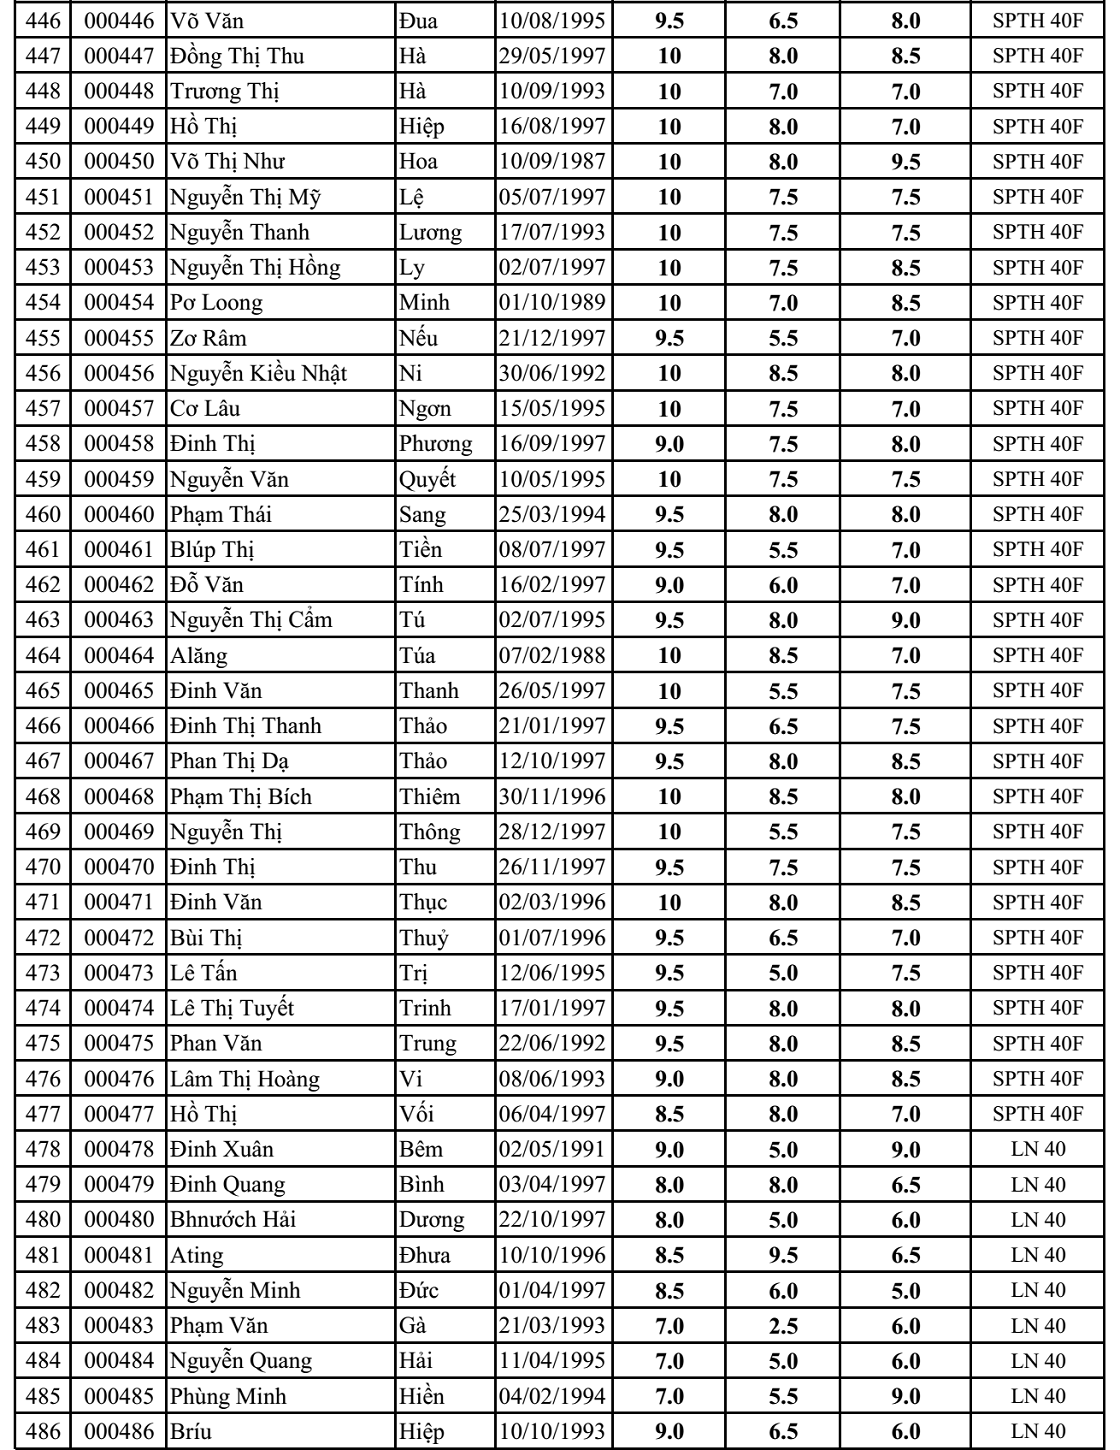 446 000446 Võ Văn Đua 10/08/1995 9.5 6.5 8.0 SPTH 40F
447 000447 Đồng Thị Thu Hà 29/05/1997 10 8.0 8.5 SPTH 40F
448 000448 Trương Thị Hà 10/09/1993 10 7.0 7.0 SPTH 40F
449 000449 Hồ Thị Hiệp 16/08/1997 10 8.0 7.0 SPTH 40F
450 000450 Võ Thị Như Hoa 10/09/1987 10 8.0 9.5 SPTH 40F
451 000451 Nguyễn Thị Mỹ Lệ 05/07/1997 10 7.5 7.5 SPTH 40F
452 000452 Nguyễn Thanh Lương 17/07/1993 10 7.5 7.5 SPTH 40F
453 000453 Nguyễn Thị Hồng Ly 02/07/1997 10 7.5 8.5 SPTH 40F
454 000454 Pơ Loong Minh 01/10/1989 10 7.0 8.5 SPTH 40F
455 000455 Zơ Râm Nếu 21/12/1997 9.5 5.5 7.0 SPTH 40F
456 000456 Nguyễn Kiều Nhật Ni 30/06/1992 10 8.5 8.0 SPTH 40F
457 000457 Cơ Lâu Ngơn 15/05/1995 10 7.5 7.0 SPTH 40F
458 000458 Đinh Thị Phương 16/09/1997 9.0 7.5 8.0 SPTH 40F
459 000459 Nguyễn Văn Quyết 10/05/1995 10 7.5 7.5 SPTH 40F
460 000460 Phạm Thái Sang 25/03/1994 9.5 8.0 8.0 SPTH 40F
461 000461 Blúp Thị Tiền 08/07/1997 9.5 5.5 7.0 SPTH 40F
462 000462 Đỗ Văn Tính 16/02/1997 9.0 6.0 7.0 SPTH 40F
463 000463 Nguyễn Thị Cẩm Tú 02/07/1995 9.5 8.0 9.0 SPTH 40F
464 000464 Alăng Túa 07/02/1988 10 8.5 7.0 SPTH 40F
465 000465 Đinh Văn Thanh 26/05/1997 10 5.5 7.5 SPTH 40F
466 000466 Đinh Thị Thanh Thảo 21/01/1997 9.5 6.5 7.5 SPTH 40F
467 000467 Phan Thị Dạ Thảo 12/10/1997 9.5 8.0 8.5 SPTH 40F
468 000468 Phạm Thị Bích Thiêm 30/11/1996 10 8.5 8.0 SPTH 40F
469 000469 Nguyễn Thị Thông 28/12/1997 10 5.5 7.5 SPTH 40F
470 000470 Đinh Thị Thu 26/11/1997 9.5 7.5 7.5 SPTH 40F
471 000471 Đinh Văn Thục 02/03/1996 10 8.0 8.5 SPTH 40F
472 000472 Bùi Thị Thuỷ 01/07/1996 9.5 6.5 7.0 SPTH 40F
473 000473 Lê Tấn Trị 12/06/1995 9.5 5.0 7.5 SPTH 40F
474 000474 Lê Thị Tuyết Trinh 17/01/1997 9.5 8.0 8.0 SPTH 40F
475 000475 Phan Văn Trung 22/06/1992 9.5 8.0 8.5 SPTH 40F
476 000476 Lâm Thị Hoàng Vi 08/06/1993 9.0 8.0 8.5 SPTH 40F
477 000477 Hồ Thị Vối 06/04/1997 8.5 8.0 7.0 SPTH 40F
478 000478 Đinh Xuân Bêm 02/05/1991 9.0 5.0 9.0 LN 40
479 000479 Đinh Quang Bình 03/04/1997 8.0 8.0 6.5 LN 40
480 000480 Bhnướch Hải Dương 22/10/1997 8.0 5.0 6.0 LN 40
481 000481 Ating Đhưa 10/10/1996 8.5 9.5 6.5 LN 40
482 000482 Nguyễn Minh Đức 01/04/1997 8.5 6.0 5.0 LN 40
483 000483 Phạm Văn Gà 21/03/1993 7.0 2.5 6.0 LN 40
484 000484 Nguyễn Quang Hải 11/04/1995 7.0 5.0 6.0 LN 40
485 000485 Phùng Minh Hiền 04/02/1994 7.0 5.5 9.0 LN 40
486 000486 Bríu Hiệp 10/10/1993 9.0 6.5 6.0 LN 40